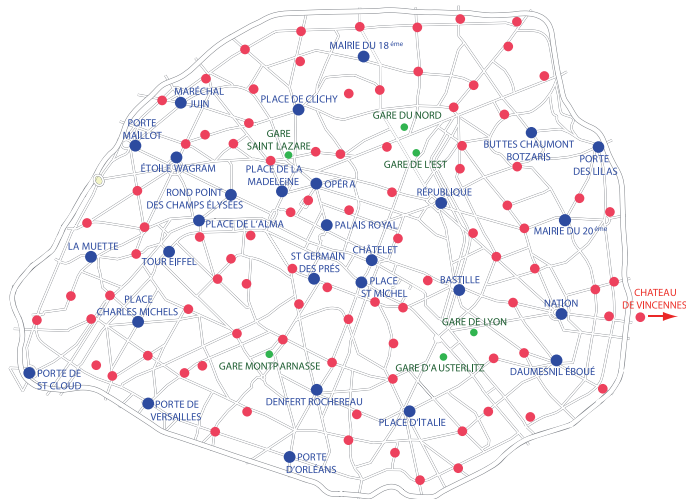 MAIRIE DU 18ème
MARÉCHAL
JUIN
PLACE DE CLICHY
GARE DU NORD
PORTE
MAILLOT
GARE
SAINT LAZARE
BUTTES CHAUMONT
BOTZARIS
GARE DE L'EST
PORTE
DES LILAS
ÉTOILE WAGRAM
PLACE DE LA
MADELEINE
OPÉRA
ROND POINT
DES CHAMPS ÉLYSÉES
RÉPUBLIQUE
PLACE DE L'ALMA
PALAIS ROYAL
MAIRIE DU 20ème
LA MUETTE
TOUR EIFFEL
ST GERMAIN
DES PRÉS
CHÂTELET
PLACE
ST MICHEL
BASTILLE
CHATEAU
DE VINCENNES
PLACE
CHARLES MICHELS
NATION
GARE DE LYON
GARE MONTPARNASSE
GARE D'AUSTERLITZ
DAUMESNIL ÉBOUÉ
PORTE DE
ST CLOUD
PORTE DE
VERSAILLES
DENFERT ROCHEREAU
PLACE D'ITALIE
PORTE
D'ORLÉANS